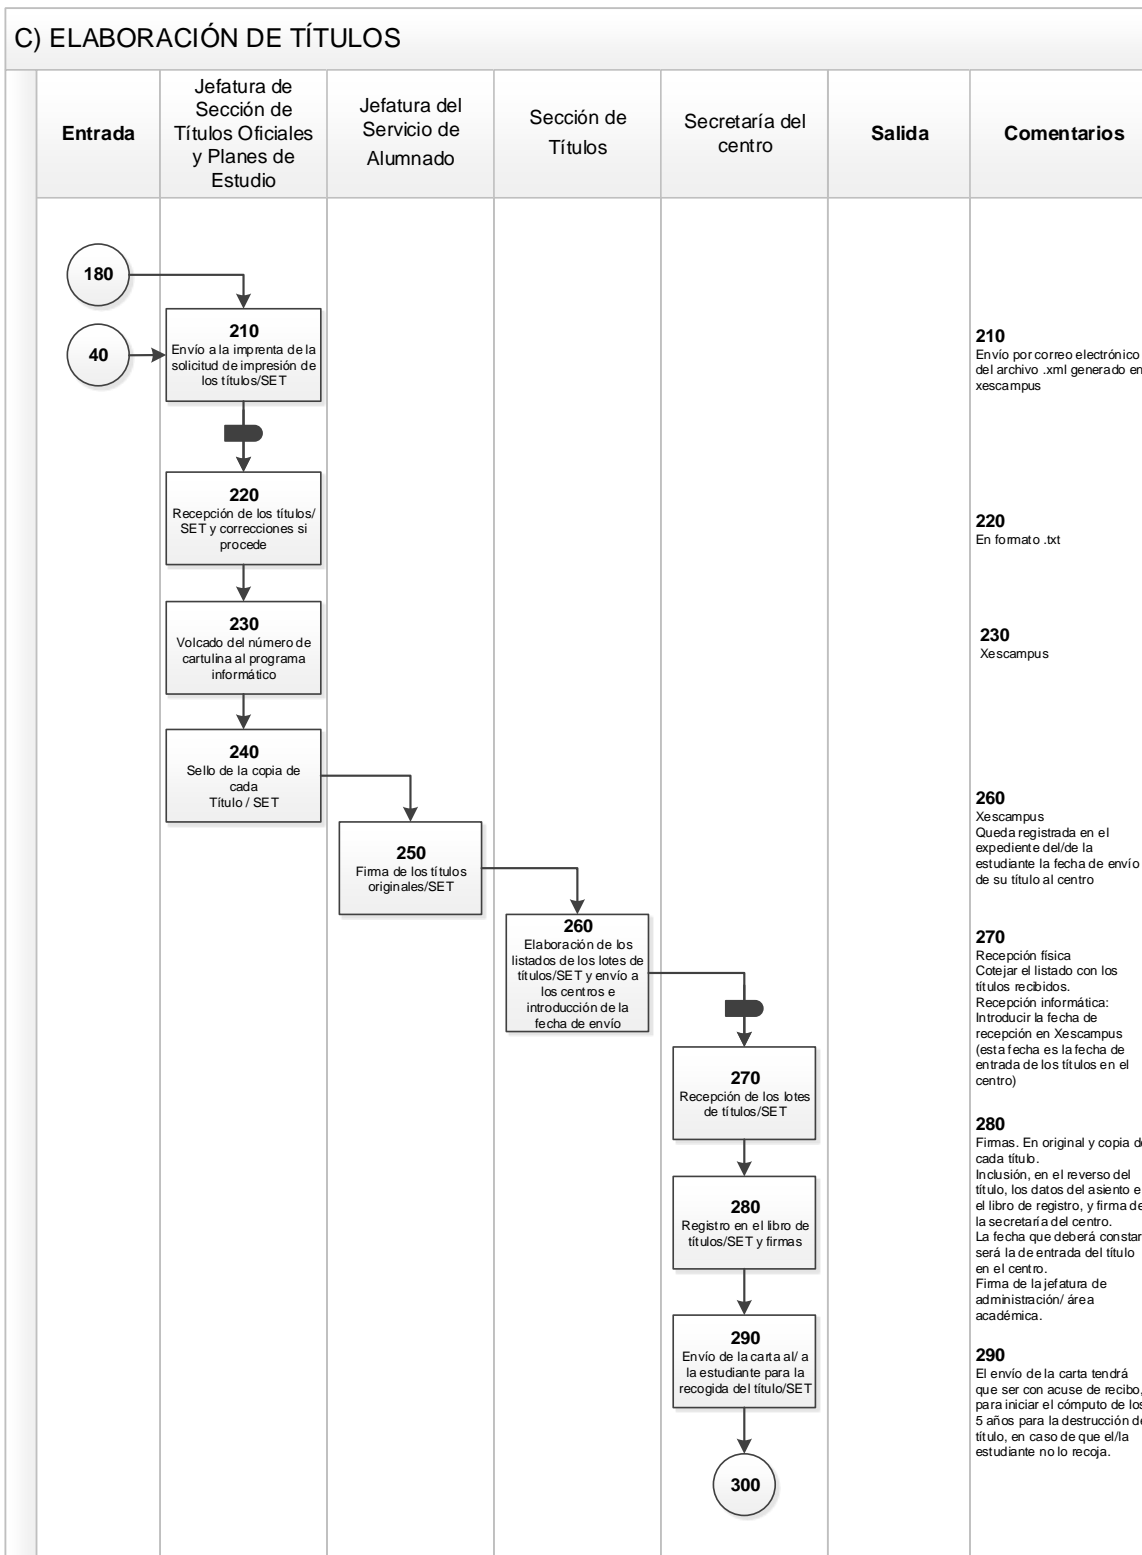 C) ELABORACIÓN DE TÍTULOS
Entrada
Jefatura de
Sección de
Títulos Oficiales
y Planes de
Estudio
Jefatura del
Servicio de
Alumnado
Sección de
Títulos
Secretaría del
centro
Salida
Comentarios
180
40
210
Envío a la imprenta de la
solicitud de impresión de
los títulos/SET
220
Recepción de los títulos/
SET y correcciones si
procede
230
Volcado del número de
cartulina al programa
informático
240
Sello de la copia de
cada
Título / SET
250
Firma de los títulos
originales/SET
260
Elaboración de los
listados de los lotes de
títulos/SET y envío a
los centros e
introducción de la
fecha de envío
270
Recepción de los lotes
de títulos/SET
280
Registro en el libro de
títulos/SET y firmas
290
Envío de la carta al/ a
la estudiante para la
recogida del título/SET
300
210
Envío por correo electrónico
del archivo .xml generado en
xescampus
220
En formato .txt
230
Xescampus
260
Xescampus
Queda registrada en el
expediente del/de la
estudiante la fecha de envío
de su título al centro
270
Recepción física
Cotejar el listado con los
títulos recibidos.
Recepción informática:
Introducir la fecha de
recepción en Xescampus
(esta fecha es la fecha de
entrada de los títulos en el
centro)
280
Firmas. En original y copia de
cada título.
Inclusión, en el reverso del
título, los datos del asiento e
el libro de registro, y firma de
la secretaría del centro.
La fecha que deberá constar
será la de entrada del título
en el centro.
Firma de la jefatura de
administración/ área
académica.
290
El envío de la carta tendrá
que ser con acuse de recibo,
para iniciar el cómputo de los
5 años para la destrucción de
título, en caso de que el/la
estudiante no lo recoja.